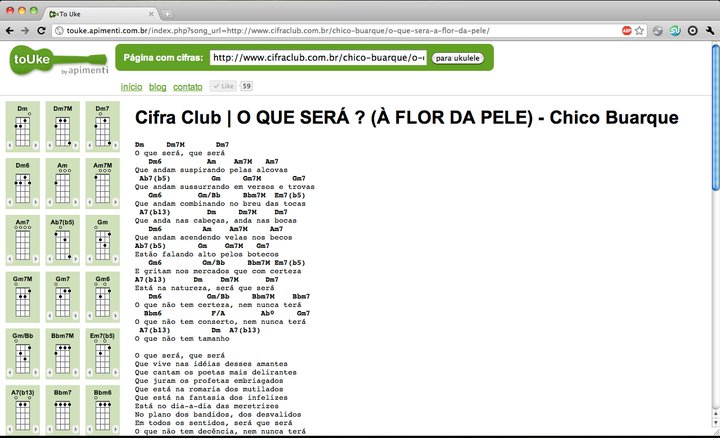 To Uke
touke.apimenti.com.br/index.php?song_url=http://www.cifraclub.com.br/chico-buarque/o-que-sera-a-flor-da-pele/
toUke
by apimenti
Página com cifras:
http://www.cifraclub.com.br/chico-buarque/o-
para ukulele
início blog contato Like 59
Dm Dm7M Dm7
Dm6 Am Am7M
Am7 Ab7(b5) Gm
Gm7M Gm7 Gm6
Gm/Bb Bbm7M Em7(b5)
A7(b13) Bbm7 Bbm6
Cifra Club | O QUE SERÁ ? (À FLOR DA PELE) - Chico Buarque
Dm Dm7M Dm7
O que será, que será
Dm6 Am Am7M Am7
Que andam suspirando pelas alcovas
Ab7(b5) Gm Gm7M Gm7
Que andam sussurrando em versos e trovas
Gm6 Gm/Bb Bbm7M Em7(b5)
Que andam combinando no breu das tocas
A7(b13) Dm Dm7M Dm7
Que anda nas cabeças, anda nas bocas
Dm6 Am Am7M Am7
Que andam acendendo velas nos becos
Ab7(b5) Gm Gm7M Gm7
Estão falando alto pelos botecos
Gm6 Gm/Bb Bbm7M Em7(b5)
E gritam nos mercados que com certeza
A7(b13) Dm Dm7M Dm7
Está na natureza, será que será
Dm6 Gm/Bb Bbm7M Bbm7
O que não tem certeza, nem nunca terá
Bbm6 F/A Abº Gm7
O que não tem conserto, nem nunca terá
A7(b13) Dm A7(b13)
O que não tem tamanho
O que será, que será
Que vive nas idéias desses amantes
Que cantam os poetas mais delirantes
Que juram os profetas embriagados
Que está na romaria dos mutilados
Que está na fantasia dos infelizes
Está no dia-a-dia das meretrizes
No plano dos bandidos, dos desvalidos
Em todos os sentidos, será que será
O que não tem decência, nem nunca terá